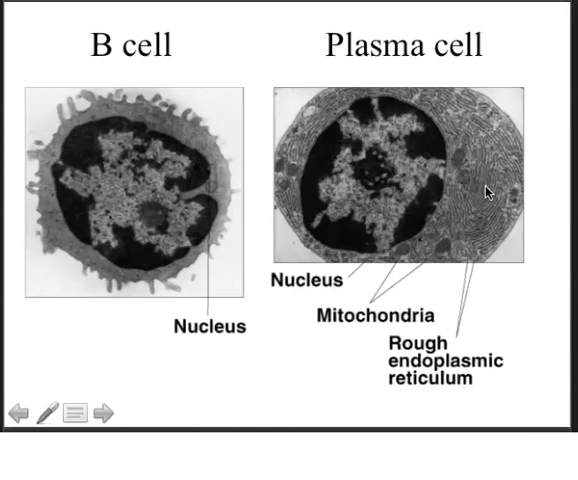 B cell
Plasma cell
Nucleus
Mitochondria
Nucleus
Rough
endoplasmic
reticulum